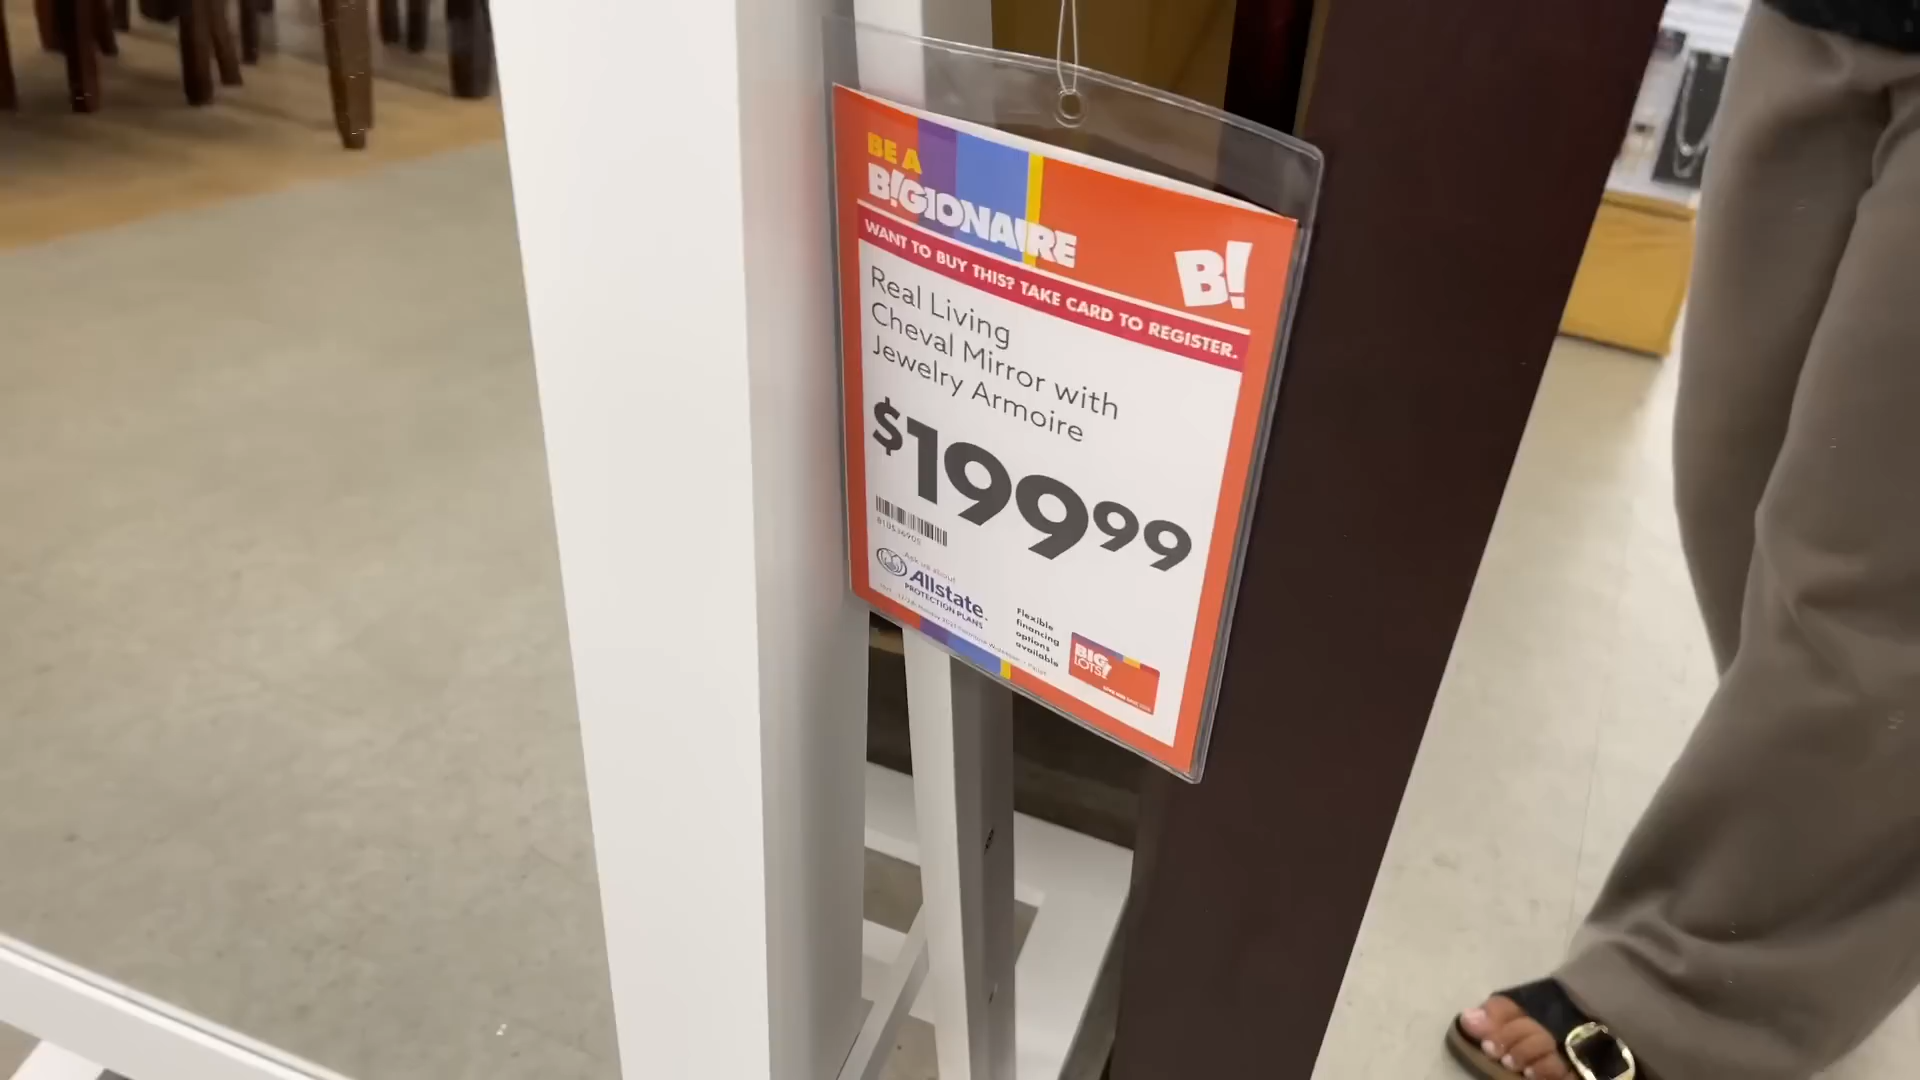 BE A
B!GIONAIRE
B!
WANT TO BUY THIS? TAKE CARD TO REGISTER.
Real Living
Cheval Mirror with
Jewelry Armoire
$199 99
Ask us about
Allstate
PROTECTION PLANS
Flexible
financing
options
available
BIG
LOTS!